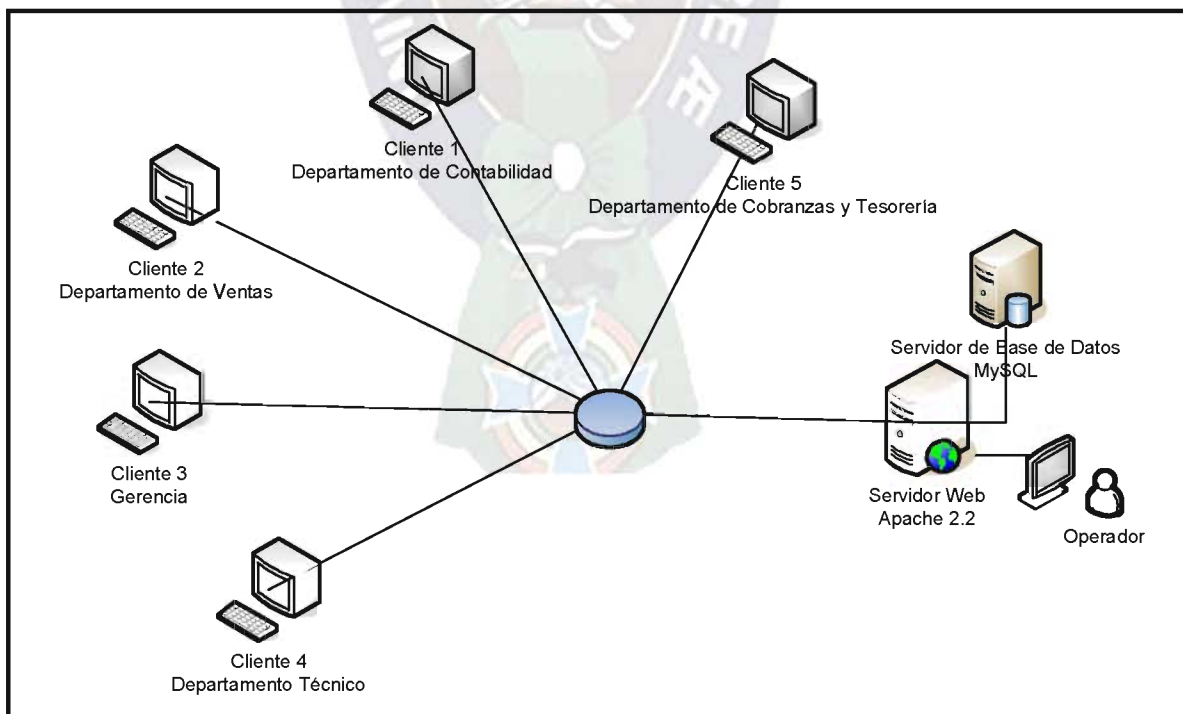 Cliente 1
Departamento de Contabilidad
Cliente 5
Departamento de Cobranzas y Tesorería
Cliente 2
Departamento de Ventas
Servidor de Base de Datos
MySQL
Cliente 3
Gerencia
Servidor Web
Apache 2.2
Operador
Cliente 4
Departamento Técnico